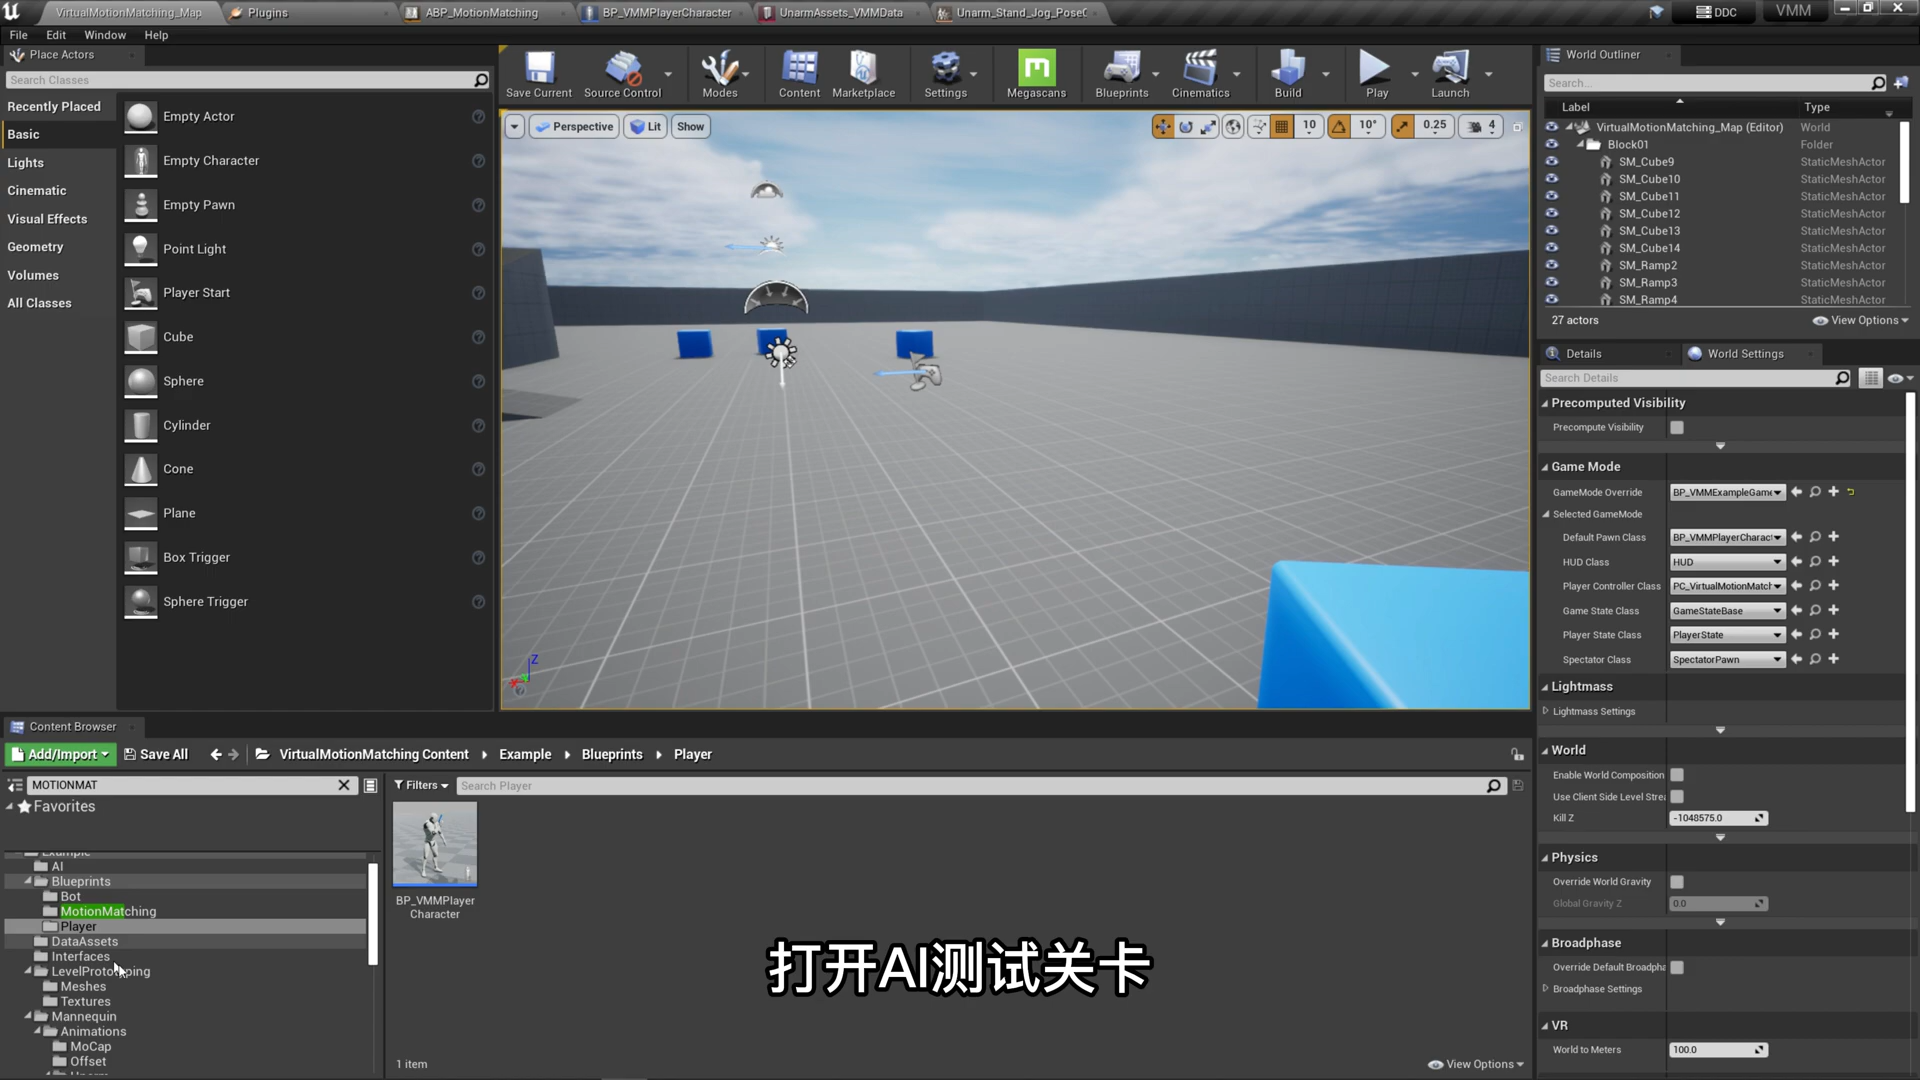 VirtualMotionMatching_Map
Plugins
ABP_MotionMatching
BP_VMMPlayerCharacter
UnarmAssets_VMMData
Unarm_Stand_Jog_PoseC
DDC
VMM
File
Edit
Window
Help
Place Actors
Search Classes
Recently Placed
Basic
Lights
Cinematic
Visual Effects
Geometry
Volumes
All Classes
Empty Actor
Empty Character
Empty Pawn
Point Light
Player Start
Cube
Sphere
Cylinder
Cone
Plane
Box Trigger
Sphere Trigger
Save Current
Source Control
Modes
Content
Marketplace
Settings
Megascans
Blueprints
Cinematics
Build
Play
Launch
Perspective
Lit
Show
10
10°
0.25
4
Z
World Outliner
Search...
Label
Type
VirtualMotionMatching_Map (Editor) World
Block01 Folder
SM_Cube9 StaticMeshActor
SM_Cube10 StaticMeshActor
SM_Cube11 StaticMeshActor
SM_Cube12 StaticMeshActor
SM_Cube13 StaticMeshActor
SM_Cube14 StaticMeshActor
SM_Ramp2 StaticMeshActor
SM_Ramp3 StaticMeshActor
SM_Ramp4 StaticMeshActor
27 actors
View Options
Details
World Settings
Search Details
Precomputed Visibility
Precompute Visibility
Game Mode
GameMode Override BP_VMMExampleGame
Selected GameMode
Default Pawn Class BP_VMMPlayerCharact
HUD Class HUD
Player Controller Class PC_VirtualMotionMatch
Game State Class GameStateBase
Player State Class PlayerState
Spectator Class SpectatorPawn
Lightmass
Lightmass Settings
World
Enable World Composition
Use Client Side Level Strea
Kill Z -1048575.0
Physics
Override World Gravity
Global Gravity Z 0.0
Broadphase
Override Default Broadpha
Broadphase Settings
VR
World to Meters 100.0
Content Browser
Add/Import
Save All
VirtualMotionMatching Content
Example
Blueprints
Player
MOTIONMAT
Favorites
Example
AI
Blueprints
Bot
MotionMatching
Player
DataAssets
Interfaces
LevelPrototyping
Meshes
Textures
Mannequin
Animations
MoCap
Offset
Filters
Search Player
BP_VMMPlayer
Character
1 item
View Options
打开AI测试关卡